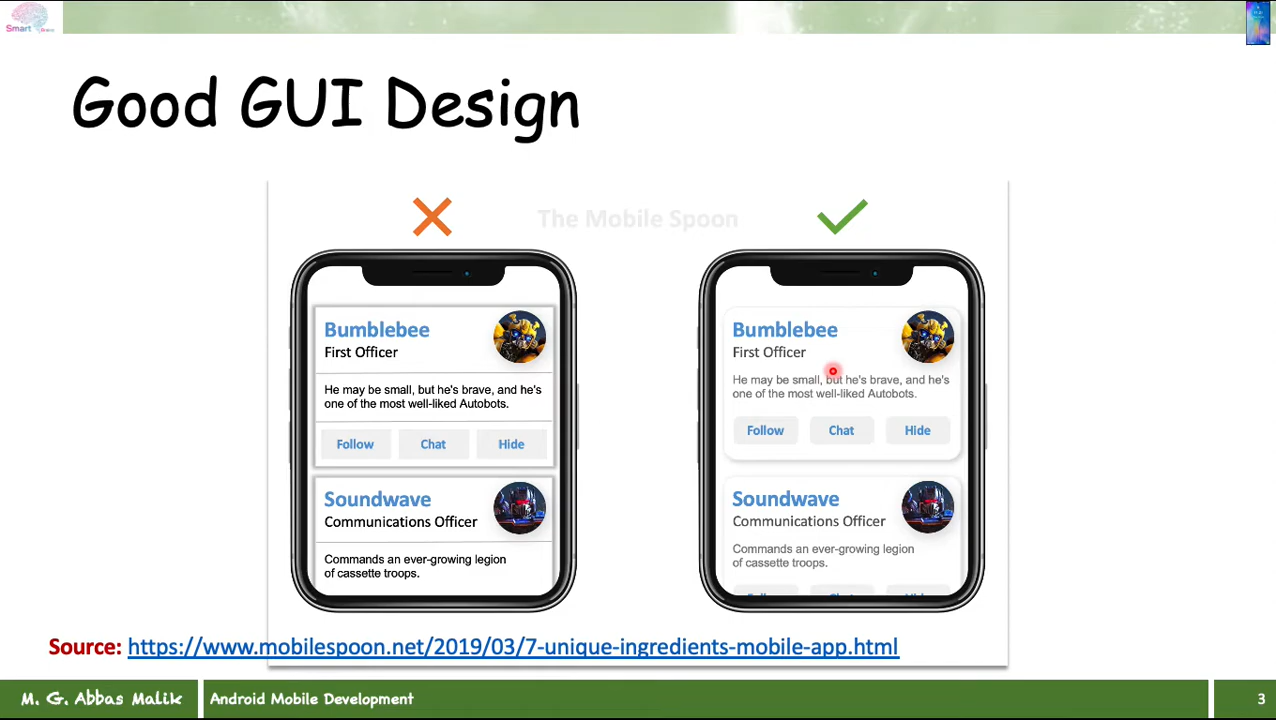 Smart Brains
Good GUI Design
The Mobile Spoon
Bumblebee
First Officer
He may be small, but he's brave, and he's
one of the most well-liked Autobots.
Follow Chat Hide
Soundwave
Communications Officer
Commands an ever-growing legion
of cassette troops.
Bumblebee
First Officer
He may be small, but he's brave, and he's
one of the most well-liked Autobots.
Follow Chat Hide
Soundwave
Communications Officer
Commands an ever-growing legion
of cassette troops.
Source: https://www.mobilespoon.net/2019/03/7-unique-ingredients-mobile-app.html
M. G. Abbas Malik Android Mobile Development 3